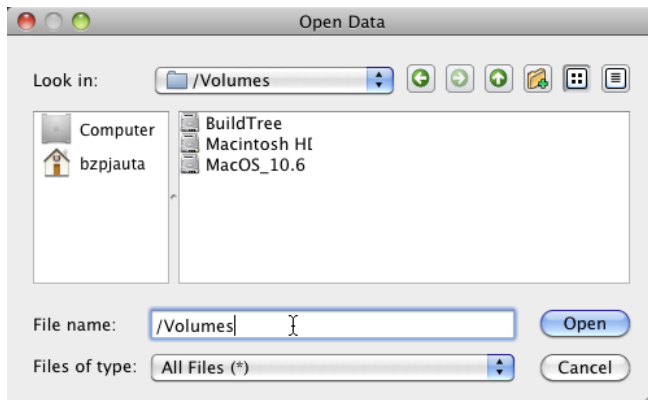 Open Data
Look in: /Volumes
Computer
bzpjauta
BuildTree
Macintosh HD
MacOS_10.6
File name: /Volumes
Open
Files of type: All Files (*)
Cancel